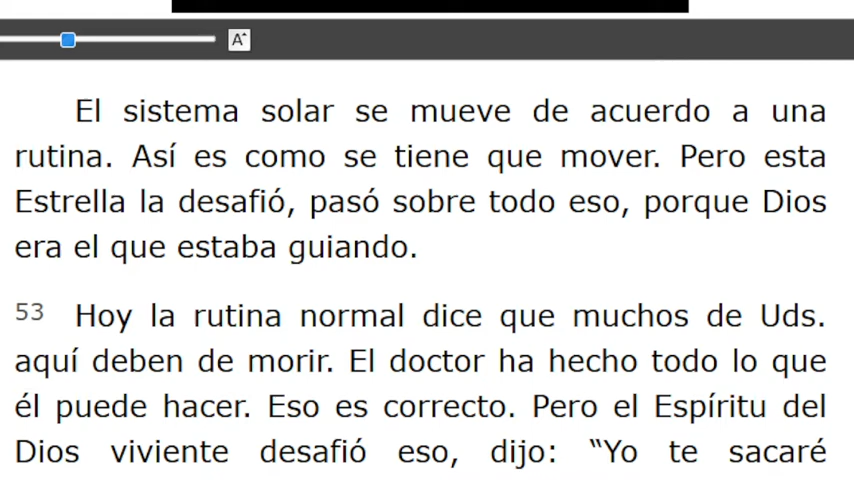 A
El sistema solar se mueve de acuerdo a una
rutina. Así es como se tiene que mover. Pero esta
Estrella la desafió, pasó sobre todo eso, porque Dios
era el que estaba guiando.
53 Hoy la rutina normal dice que muchos de Uds.
aquí deben de morir. El doctor ha hecho todo lo que
él puede hacer. Eso es correcto. Pero el Espíritu del
Dios viviente desafió eso, dijo: “Yo te sacaré